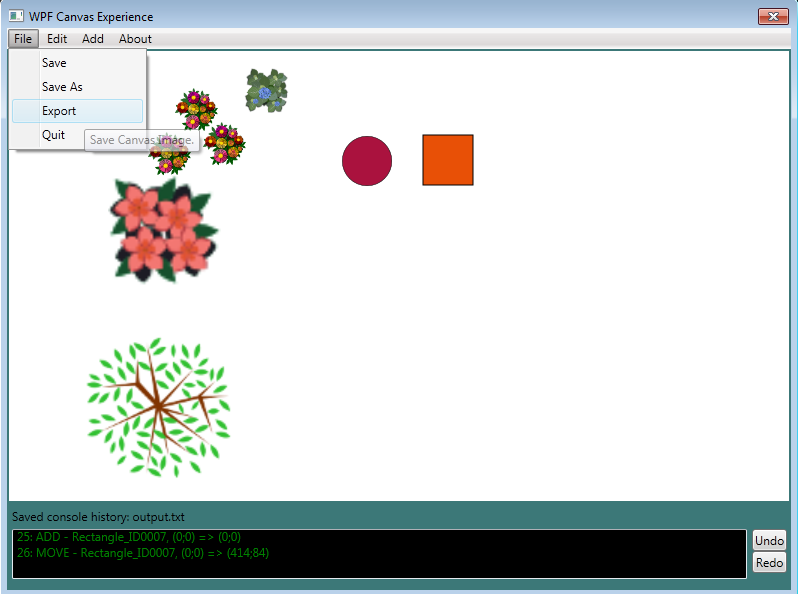 WPF Canvas Experience
File Edit Add About
Save
Save As
Export
Quit
Save Canvas Image.
Saved console history: output.txt
25: ADD - Rectangle_ID0007, (0;0) => (0;0)
26: MOVE - Rectangle_ID0007, (0;0) => (414;84)
Undo
Redo